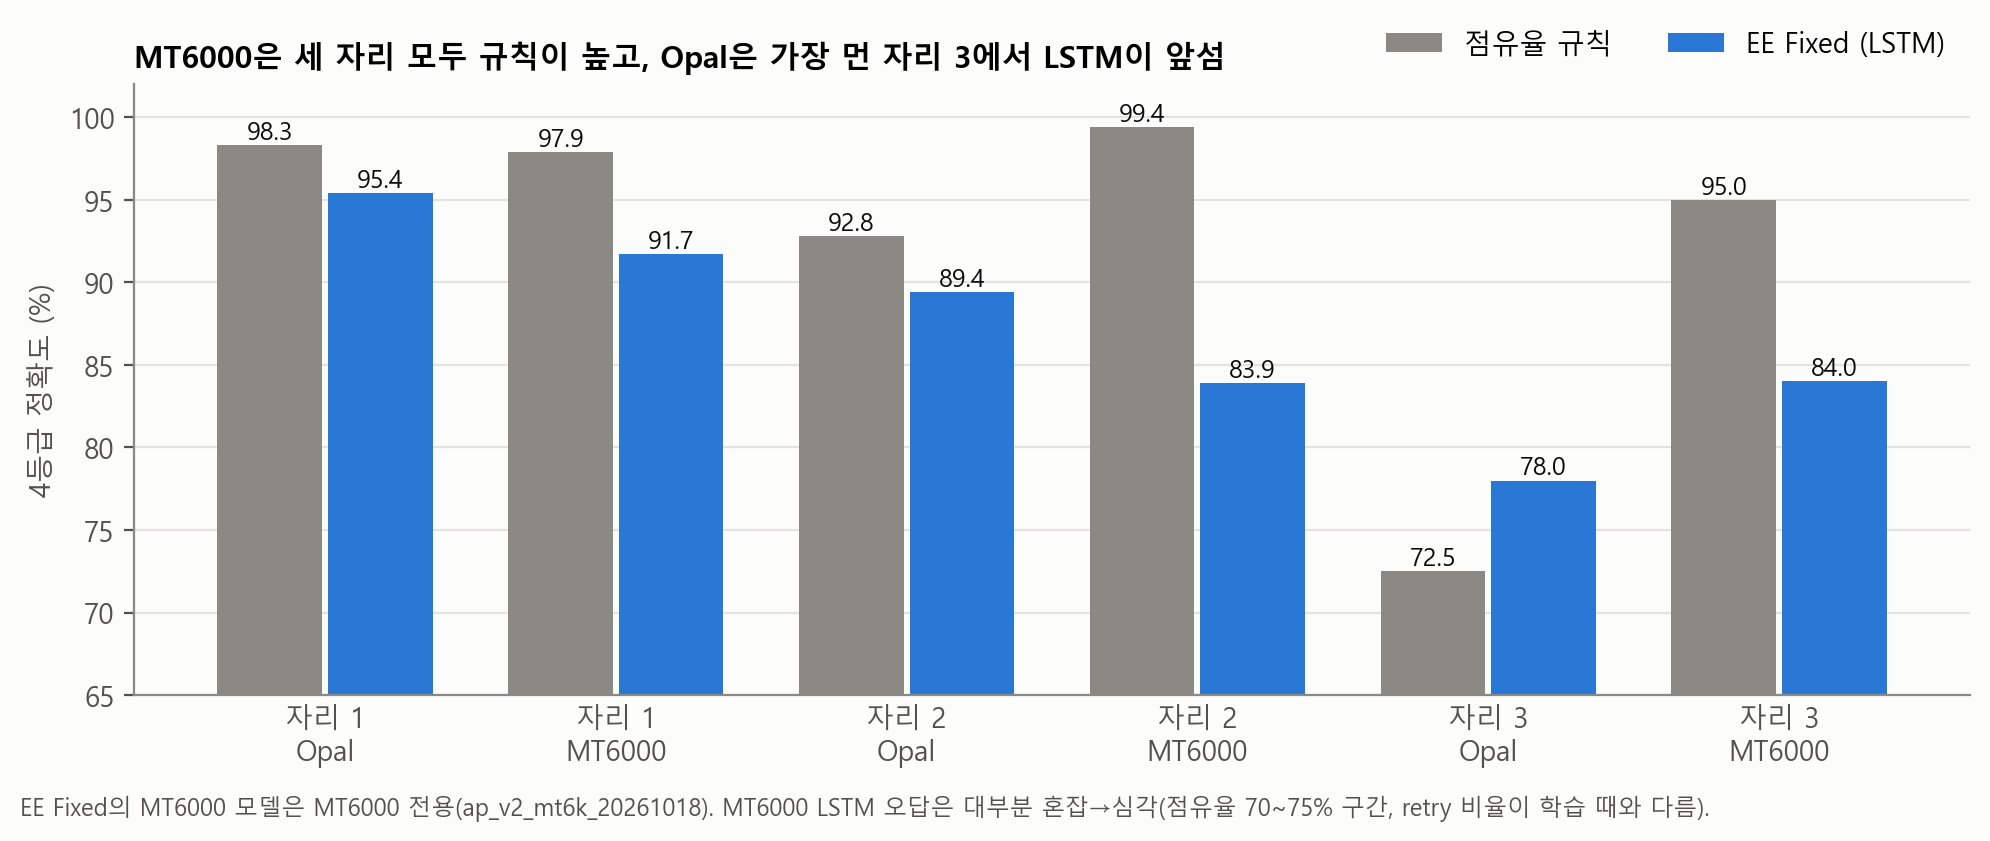 MT6000은 세 자리 모두 규칙이 높고, Opal은 가장 먼 자리 3에서 LSTM이 앞섬
점유율 규칙
EE Fixed (LSTM)
4등급 정확도 (%)
100
95
90
85
80
75
70
65
98.3
95.4
97.9
91.7
92.8
89.4
99.4
83.9
72.5
78.0
95.0
84.0
자리 1
Opal
자리 1
MT6000
자리 2
Opal
자리 2
MT6000
자리 3
Opal
자리 3
MT6000
EE Fixed의 MT6000 모델은 MT6000 전용(ap_v2_mt6k_20261018). MT6000 LSTM 오답은 대부분 혼잡→심각(점유율 70~75% 구간, retry 비율이 학습 때와 다름).